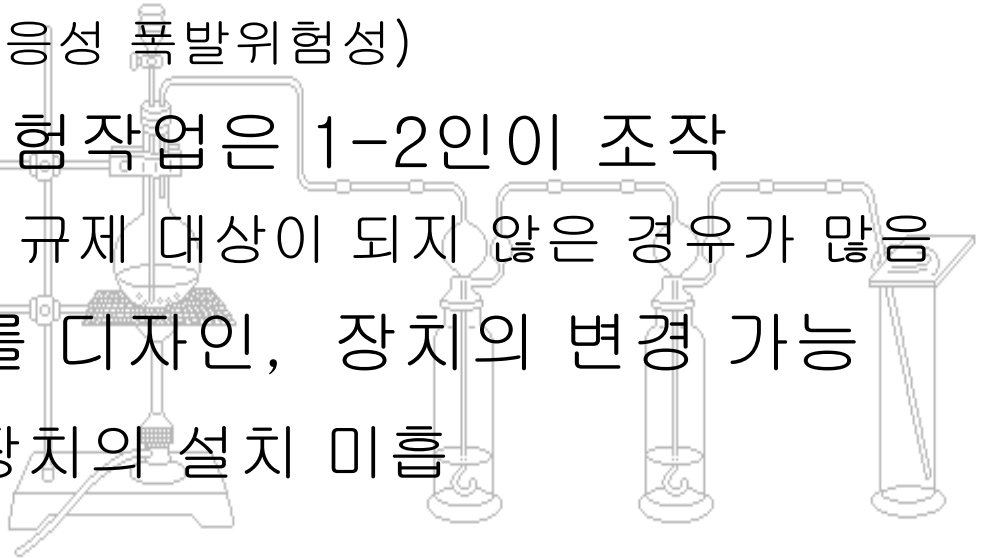 응성 폭발위험성)
험작업은 1-2인이 조작
규제 대상이 되지 않은 경우가 많음
를 디자인, 장치의 변경 가능
장치의 설치 미흡